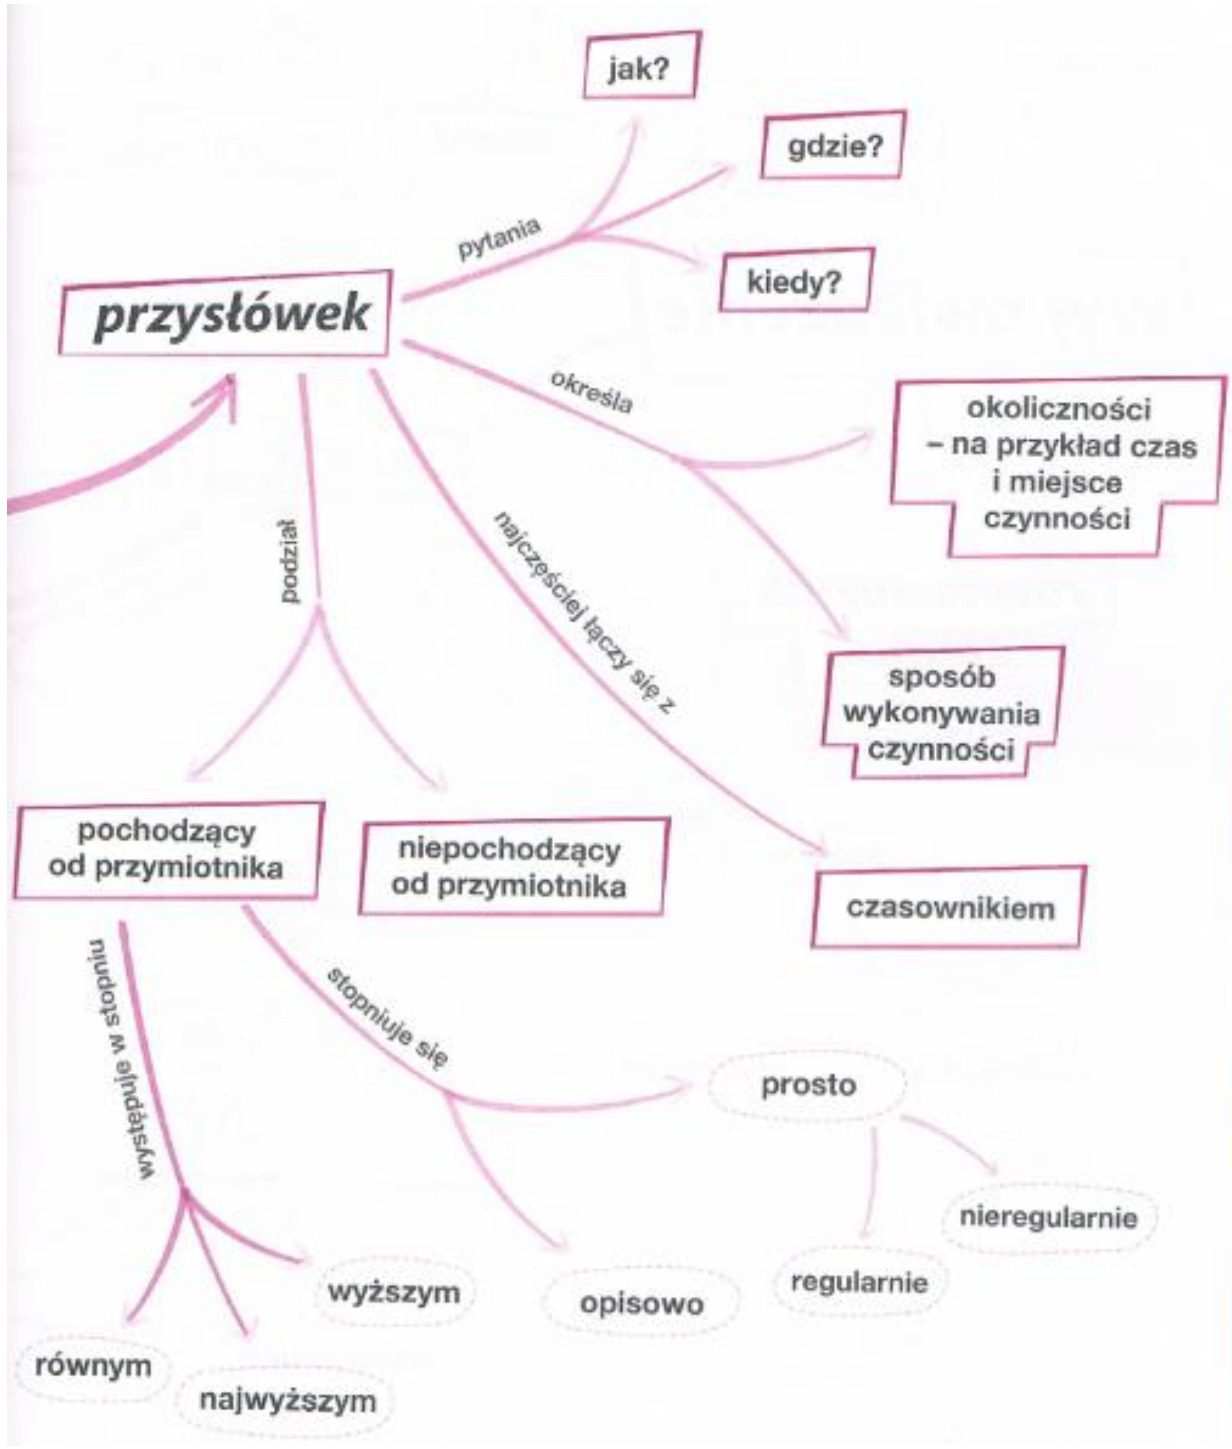 jak?
gdzie?
pytania
kiedy?
przysłówek
określa
okoliczności
– na przykład czas
i miejsce
czynności
podział
najczęściej łączy się z
sposób
wykonywania
czynności
pochodzący
od przymiotnika
niepochodzący
od przymiotnika
czasownikiem
występuje w stopniu
stopniuje się
prosto
nieregularnie
regularnie
wyższym
opisowo
równym
najwyższym